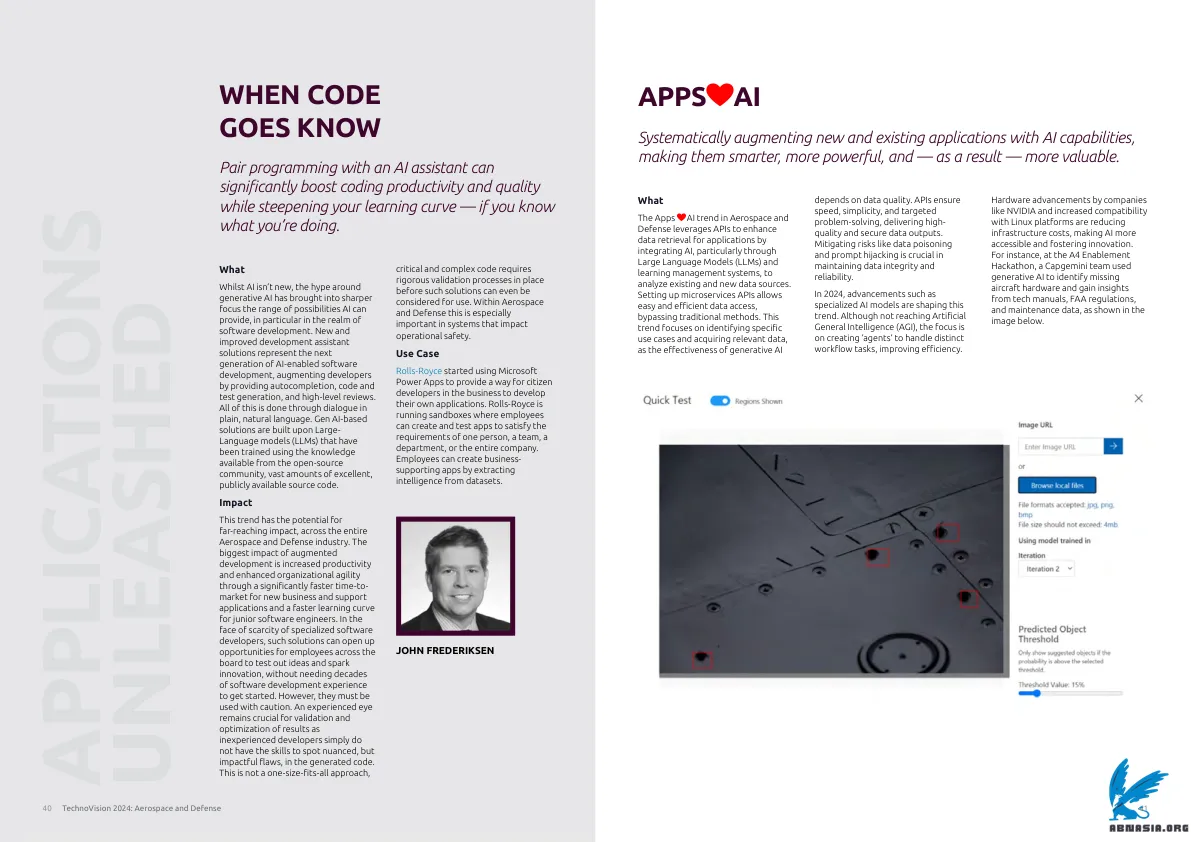 APPLICATIONS
UNLEASHED
WHEN CODE
GOES KNOW
Pair programming with an AI assistant can
significantly boost coding productivity and quality
while steepening your learning curve — if you know
what you’re doing.
What
Whilst AI isn’t new, the hype around
generative AI has brought into sharper
focus the range of possibilities AI can
provide, in particular in the realm of
software development. New and
improved development assistant
solutions represent the next
generation of AI-enabled software
development, augmenting developers
by providing autocompletion, code and
test generation, and high-level reviews.
All of this is done through dialogue in
plain, natural language. Gen AI-based
solutions are built upon Large-
Language models (LLMs) that have
been trained using the knowledge
available from the open-source
community, vast amounts of excellent,
publicly available source code.
Impact
This trend has the potential for
far-reaching impact, across the entire
Aerospace and Defense industry. The
biggest impact of augmented
development is increased productivity
and enhanced organizational agility
through a significantly faster time-to-
market for new business and support
applications and a faster learning curve
for junior software engineers. In the
face of scarcity of specialized software
developers, such solutions can open up
opportunities for employees across the
board to test out ideas and spark
innovation, without needing decades
of software development experience
to get started. However, they must be
used with caution. An experienced eye
remains crucial for validation and
optimization of results as
inexperienced developers simply do
not have the skills to spot nuanced, but
impactful flaws, in the generated code.
This is not a one-size-fits-all approach,
critical and complex code requires
rigorous validation processes in place
before such solutions can even be
considered for use. Within Aerospace
and Defense this is especially
important in systems that impact
operational safety.
Use Case
Rolls-Royce started using Microsoft
Power Apps to provide a way for citizen
developers in the business to develop
their own applications. Rolls-Royce is
running sandboxes where employees
can create and test apps to satisfy the
requirements of one person, a team, a
department, or the entire company.
Employees can create business-
supporting apps by extracting
intelligence from datasets.
JOHN FREDERIKSEN
40 TechnoVision 2024: Aerospace and Defense
APPS❤AI
Systematically augmenting new and existing applications with AI capabilities,
making them smarter, more powerful, and — as a result — more valuable.
What
The Apps ❤AI trend in Aerospace and
Defense leverages APIs to enhance
data retrieval for applications by
integrating AI, particularly through
Large Language Models (LLMs) and
learning management systems, to
analyze existing and new data sources.
Setting up microservices APIs allows
easy and efficient data access,
bypassing traditional methods. This
trend focuses on identifying specific
use cases and acquiring relevant data,
as the effectiveness of generative AI
depends on data quality. APIs ensure
speed, simplicity, and targeted
problem-solving, delivering high-
quality and secure data outputs.
Mitigating risks like data poisoning
and prompt hijacking is crucial in
maintaining data integrity and
reliability.
In 2024, advancements such as
specialized AI models are shaping this
trend. Although not reaching Artificial
General Intelligence (AGI), the focus is
on creating ‘agents’ to handle distinct
workflow tasks, improving efficiency.
Hardware advancements by companies
like NVIDIA and increased compatibility
with Linux platforms are reducing
infrastructure costs, making AI more
accessible and fostering innovation.
For instance, at the A4 Enablement
Hackathon, a Capgemini team used
generative AI to identify missing
aircraft hardware and gain insights
from tech manuals, FAA regulations,
and maintenance data, as shown in the
image below.
Quick Test
Regions Shown
Image URL
Enter Image URL
or
Browse local files
File formats accepted: jpg, png,
bmp
File size should not exceed: 4mb
Using model trained in
Iteration
Iteration 2
Predicted Object
Threshold
Only show suggested objects if the
probability is above the selected
threshold.
Threshold Value: 15%
ABNASIA.ORG